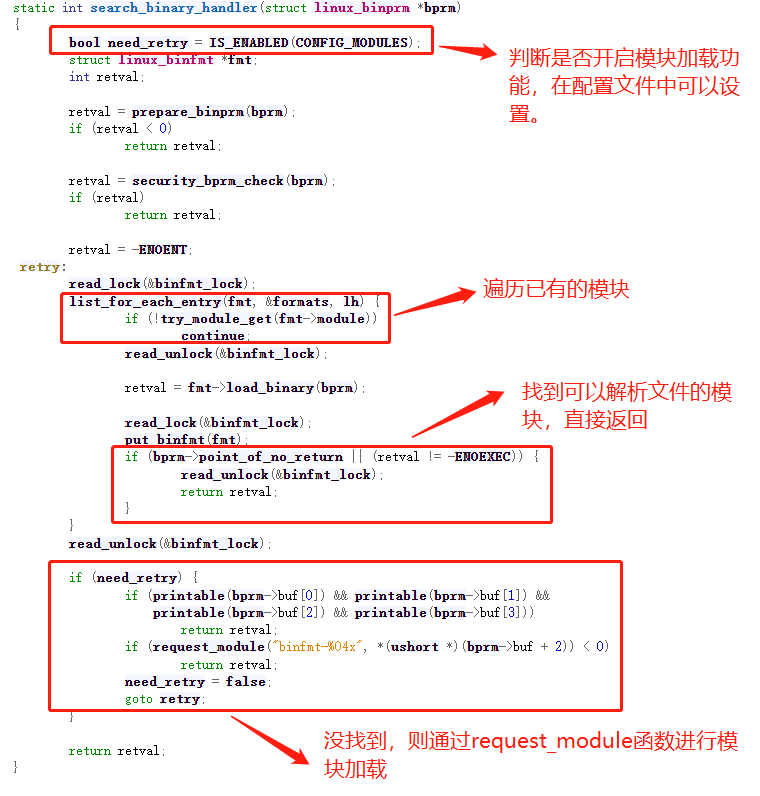 static int search_binary_handler(struct linux_binprm *bprm)
{
bool need_retry = IS_ENABLED(CONFIG_MODULES);
struct linux_binfmt *fmt;
int retval;
判断是否开启模块加载功
能，在配置文件中可以设
置。
retval = prepare_binprm(bprm);
if (retval < 0)
return retval;
retval = security_bprm_check(bprm);
if (retval)
return retval;
retval = -ENOENT;
retry:
read_lock(&binfmt_lock);
list_for_each_entry(fmt, &formats, lh) {
if (!try_module_get(fmt->module))
continue;
遍历已有的模块
read_unlock(&binfmt_lock);
retval = fmt->load_binary(bprm);
read_lock(&binfmt_lock);
put_binfmt(fmt);
找到可以解析文件的模
块，直接返回
if (bprm->point_of_no_return || (retval != -ENOEXEC)) {
read_unlock(&binfmt_lock);
return retval;
}
}
read_unlock(&binfmt_lock);
if (need_retry) {
if (printable(bprm->buf[0]) && printable(bprm->buf[1]) &&
printable(bprm->buf[2]) && printable(bprm->buf[3]))
return retval;
if (request_module("binfmt-%04x", *(ushort *)(bprm->buf + 2)) < 0)
return retval;
need_retry = false;
goto retry;
}
没找到，则通过request_module函数进行模
块加载
return retval;
}